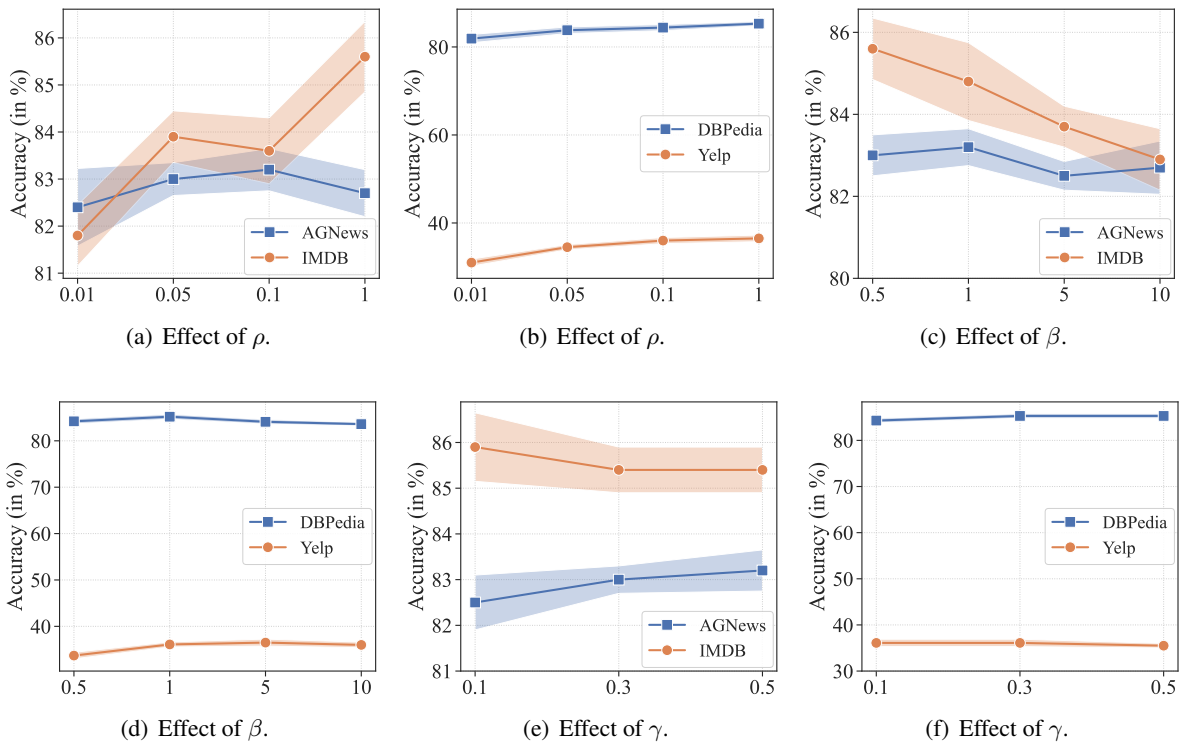 Accuracy (in %)
86
85
84
83
82
81
AGNews
IMDB
0.01 0.05 0.1 1
(a) Effect of ρ.
Accuracy (in %)
80
60
40
DBPedia
Yelp
0.01 0.05 0.1 1
(b) Effect of ρ.
Accuracy (in %)
86
84
82
80
AGNews
IMDB
0.5 1 5 10
(c) Effect of β.
Accuracy (in %)
80
70
60
50
40
DBPedia
Yelp
0.5 1 5 10
(d) Effect of β.
Accuracy (in %)
86
85
84
83
82
81
AGNews
IMDB
0.1 0.3 0.5
(e) Effect of γ.
Accuracy (in %)
80
70
60
50
40
30
DBPedia
Yelp
0.1 0.3 0.5
(f) Effect of γ.